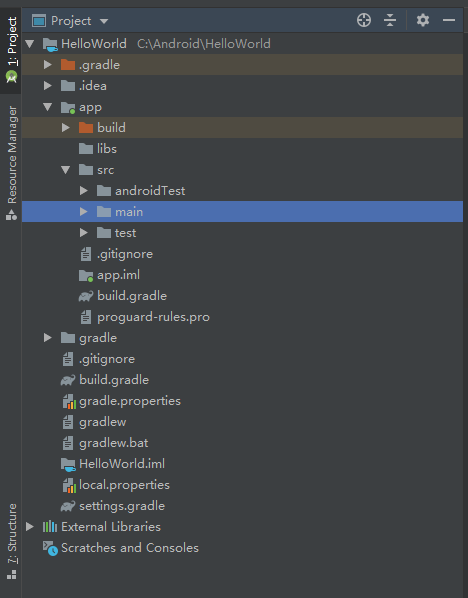 Project
HelloWorld C:\Android\HelloWorld
.gradle
.idea
app
build
libs
src
androidTest
main
test
.gitignore
app.iml
build.gradle
proguard-rules.pro
gradle
.gitignore
build.gradle
gradle.properties
gradlew
gradlew.bat
HelloWorld.iml
local.properties
settings.gradle
External Libraries
Scratches and Consoles
1: Project
Resource Manager
7: Structure